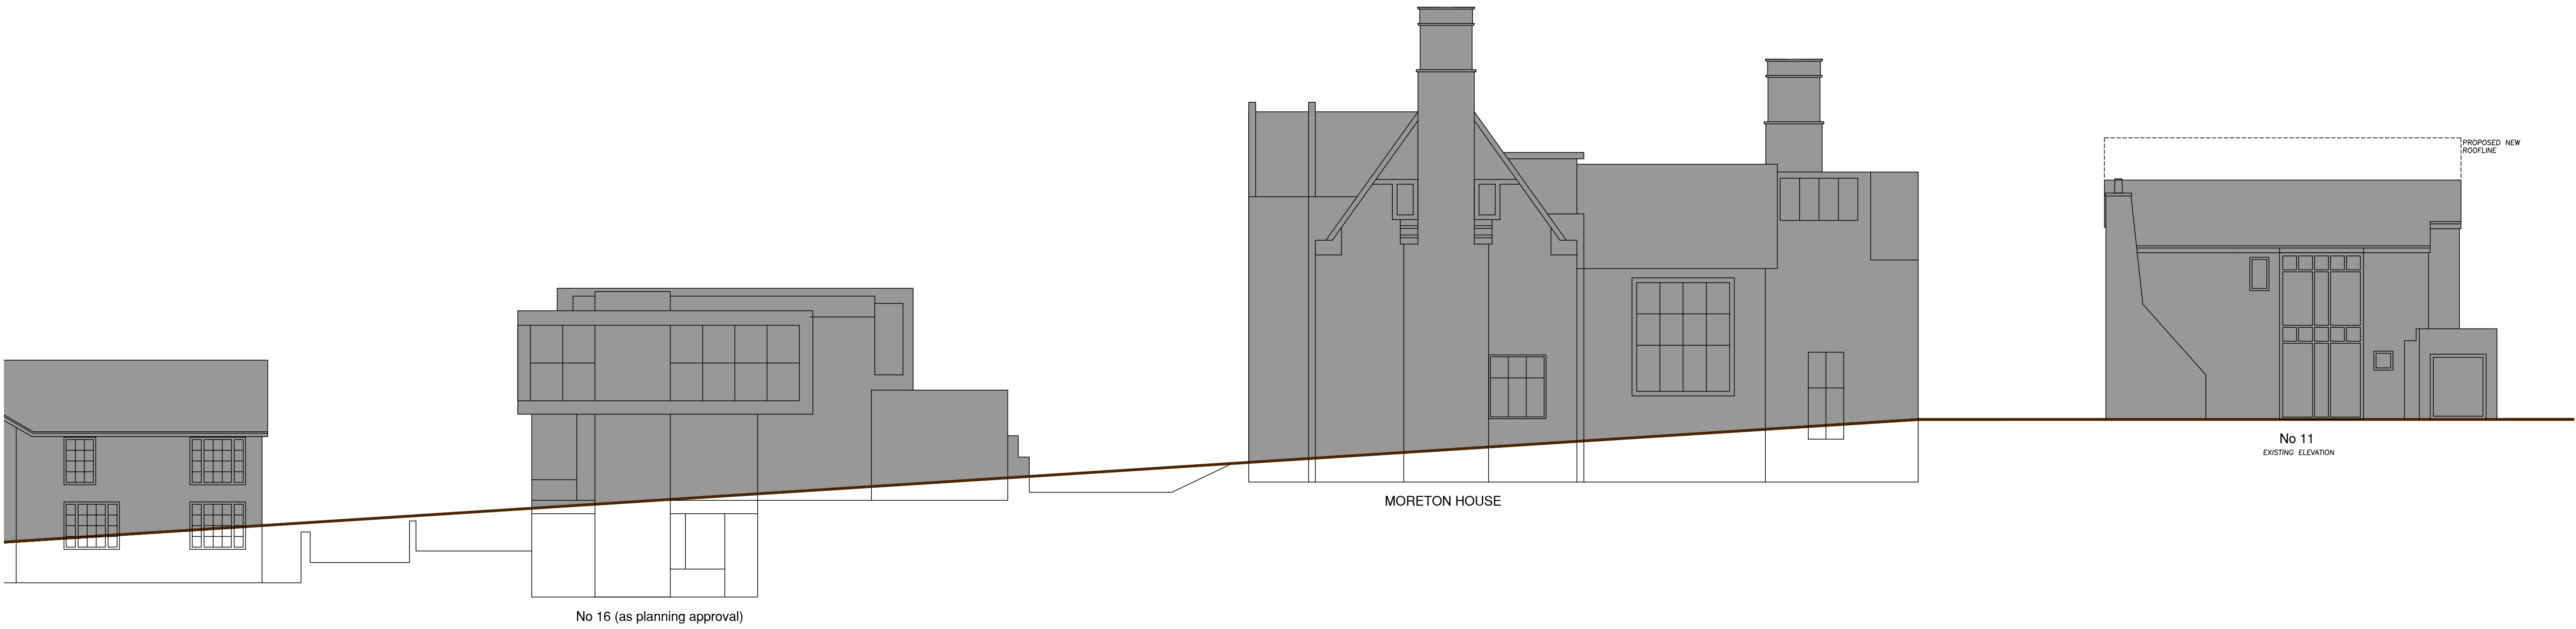 PROPOSED NEW
ROOFLINE
No 11
EXISTING ELEVATION
MORETON HOUSE
No 16 (as planning approval)